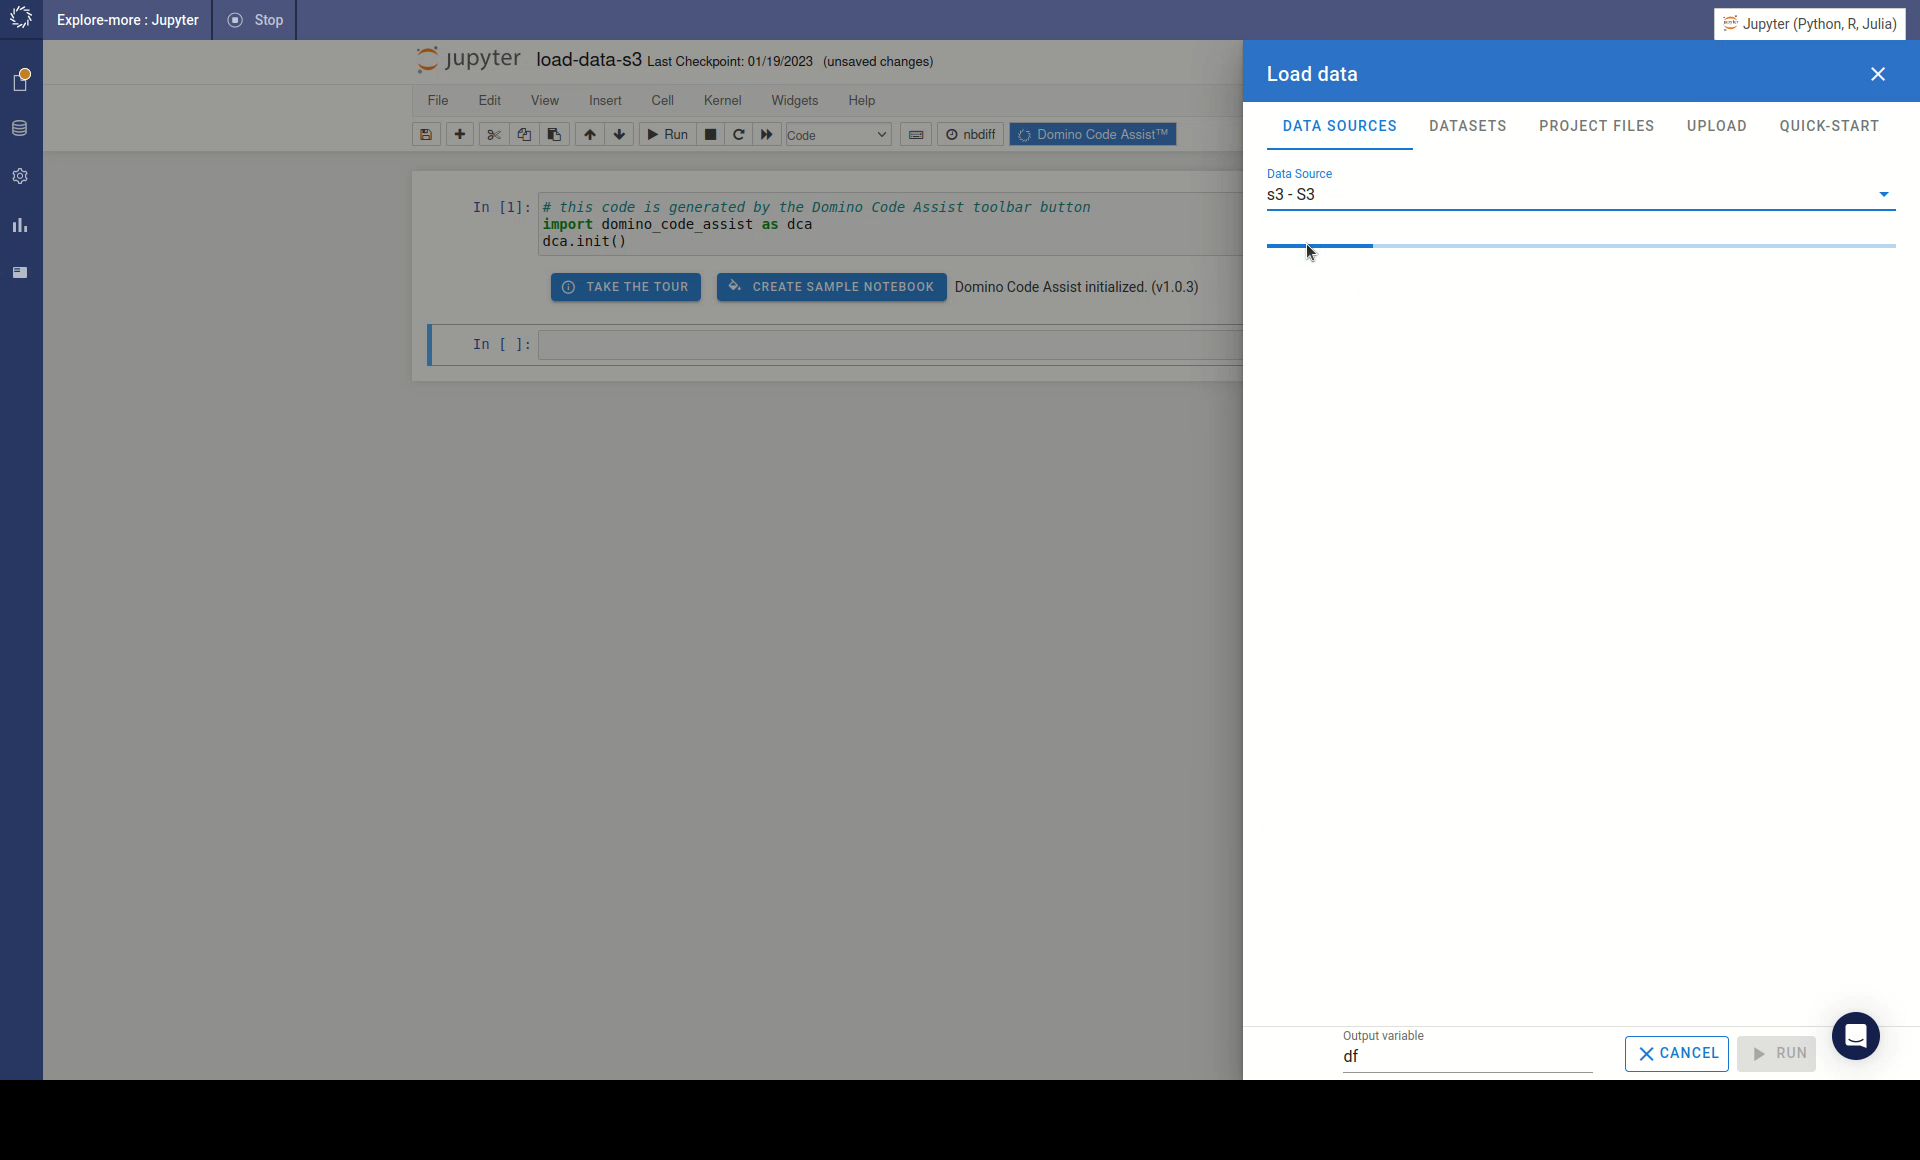 Explore-more : Jupyter
Stop
Jupyter (Python, R, Julia)
jupyter
load-data-s3 Last Checkpoint: 01/19/2023 (unsaved changes)
File Edit View Insert Cell Kernel Widgets Help
Run Code nbdiff Domino Code Assist™
In [1]: # this code is generated by the Domino Code Assist toolbar button
import domino_code_assist as dca
dca.init()
TAKE THE TOUR CREATE SAMPLE NOTEBOOK Domino Code Assist initialized. (v1.0.3)
In [ ]:
Load data
DATA SOURCES DATASETS PROJECT FILES UPLOAD QUICK-START
Data Source
s3 - S3
Output variable
df
CANCEL RUN